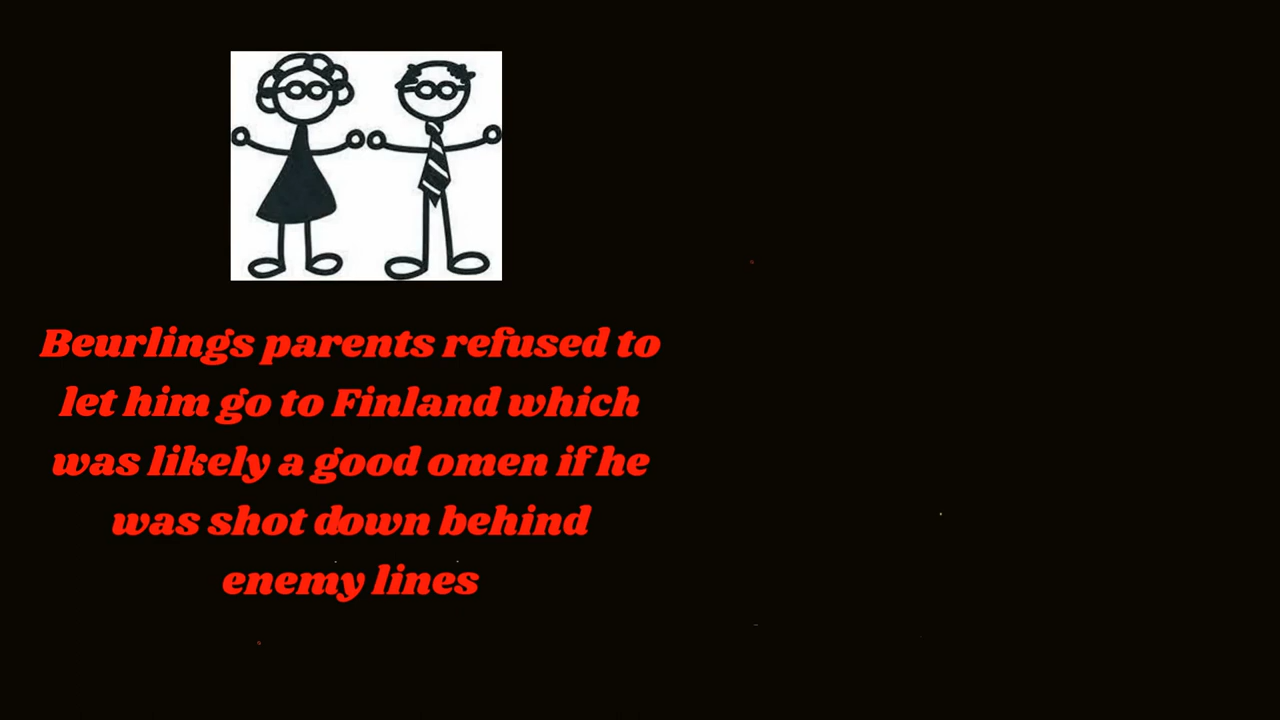 Beurlings parents refused to
let him go to Finland which
was likely a good omen if he
was shot down behind
enemy lines